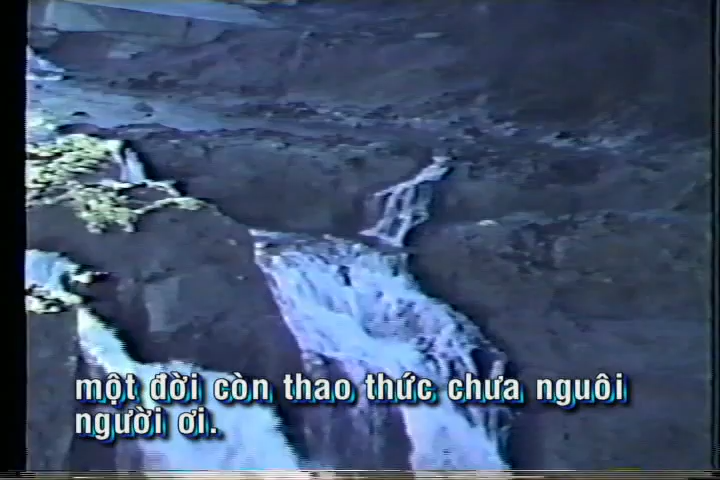 một đời còn thao thức chưa nguôi
người ơi.